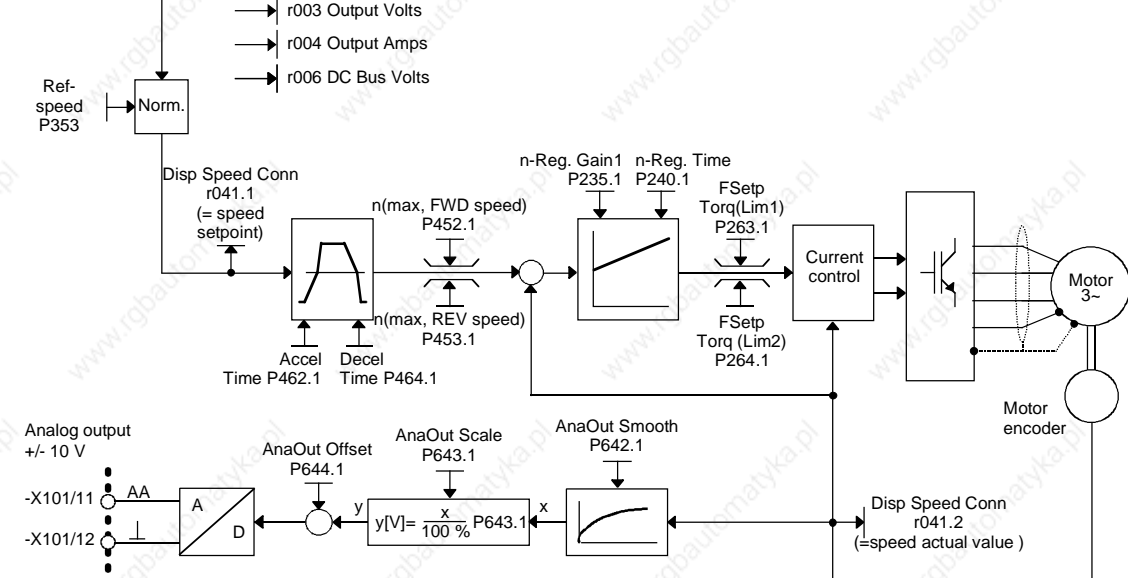 r003 Output Volts
r004 Output Amps
r006 DC Bus Volts
Ref-
speed
P353
Norm.
Disp Speed Conn
r041.1
(= speed
setpoint)
n(max, FWD speed)
P452.1
n(max, REV speed)
P453.1
Accel
Time P462.1
Decel
Time P464.1
n-Reg. Gain1
P235.1
n-Reg. Time
P240.1
FSetp
Torq(Lim1)
P263.1
FSetp
Torq (Lim2)
P264.1
Current
control
Motor
3~
Motor
encoder
Analog output
+/- 10 V
-X101/11
AA
-X101/12
A
D
AnaOut Offset
P644.1
y
AnaOut Scale
P643.1
y[V]= x
100 % P643.1
x
AnaOut Smooth
P642.1
Disp Speed Conn
r041.2
(=speed actual value )
www.rgbautomatyka.pl